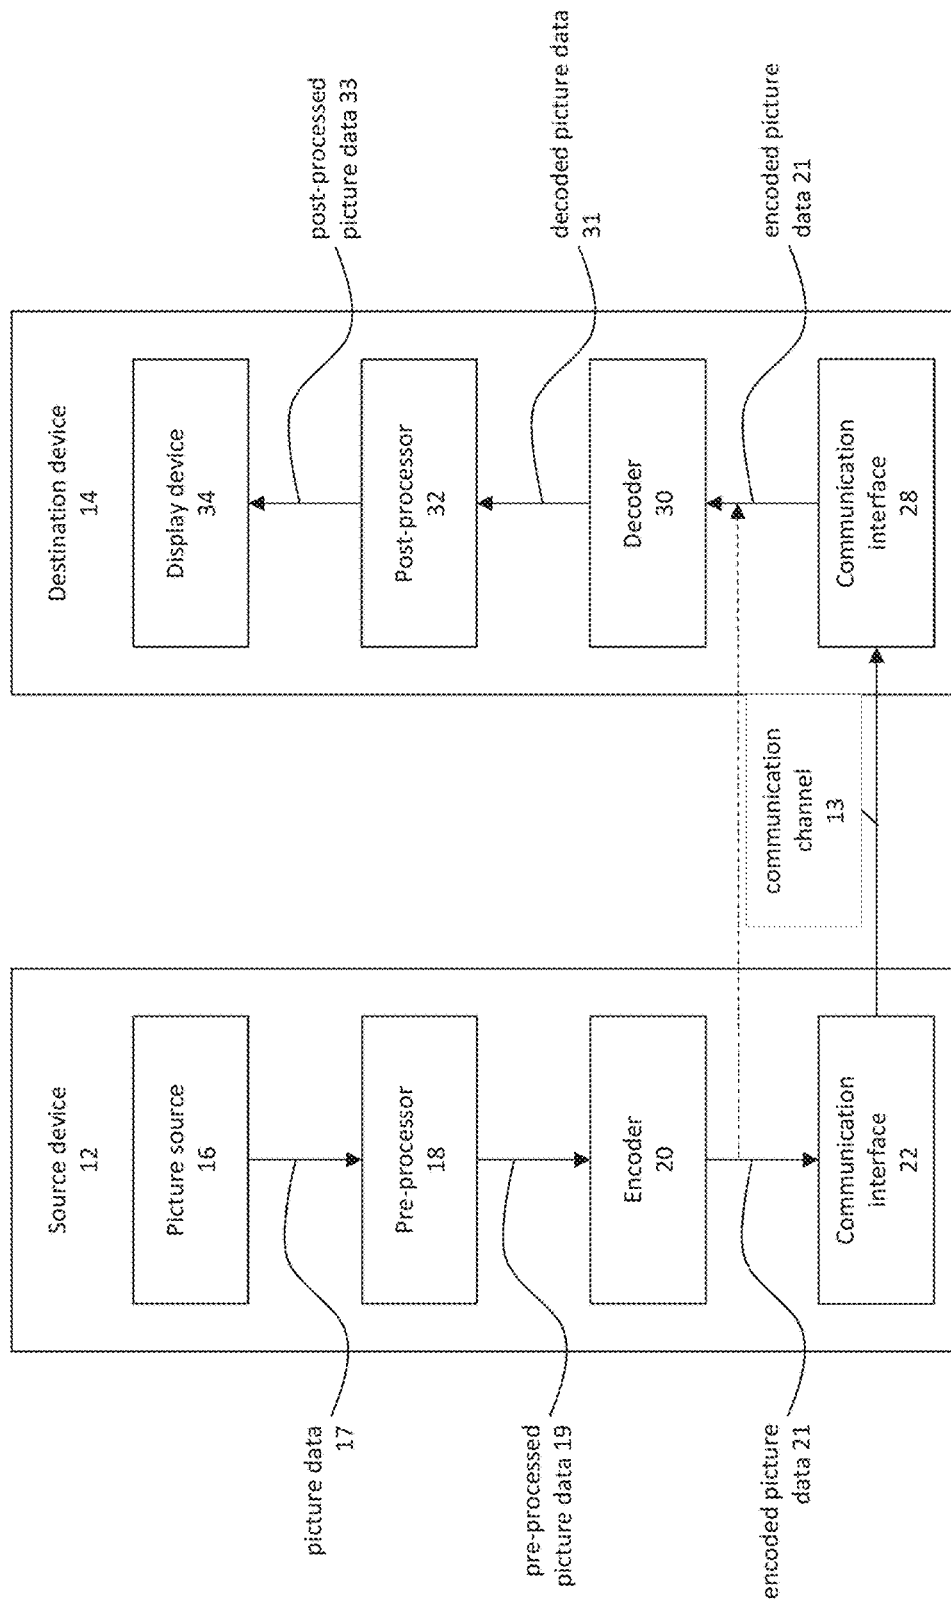 Source device
12
Picture source
16
picture data
17
Pre-processor
18
pre-processed
picture data 19
Encoder
20
encoded picture
data 21
Communication
interface
22
communication
channel
13
Destination device
14
Display device
34
post-processed
picture data 33
Post-processor
32
decoded picture data
31
Decoder
30
encoded picture
data 21
Communication
interface
28